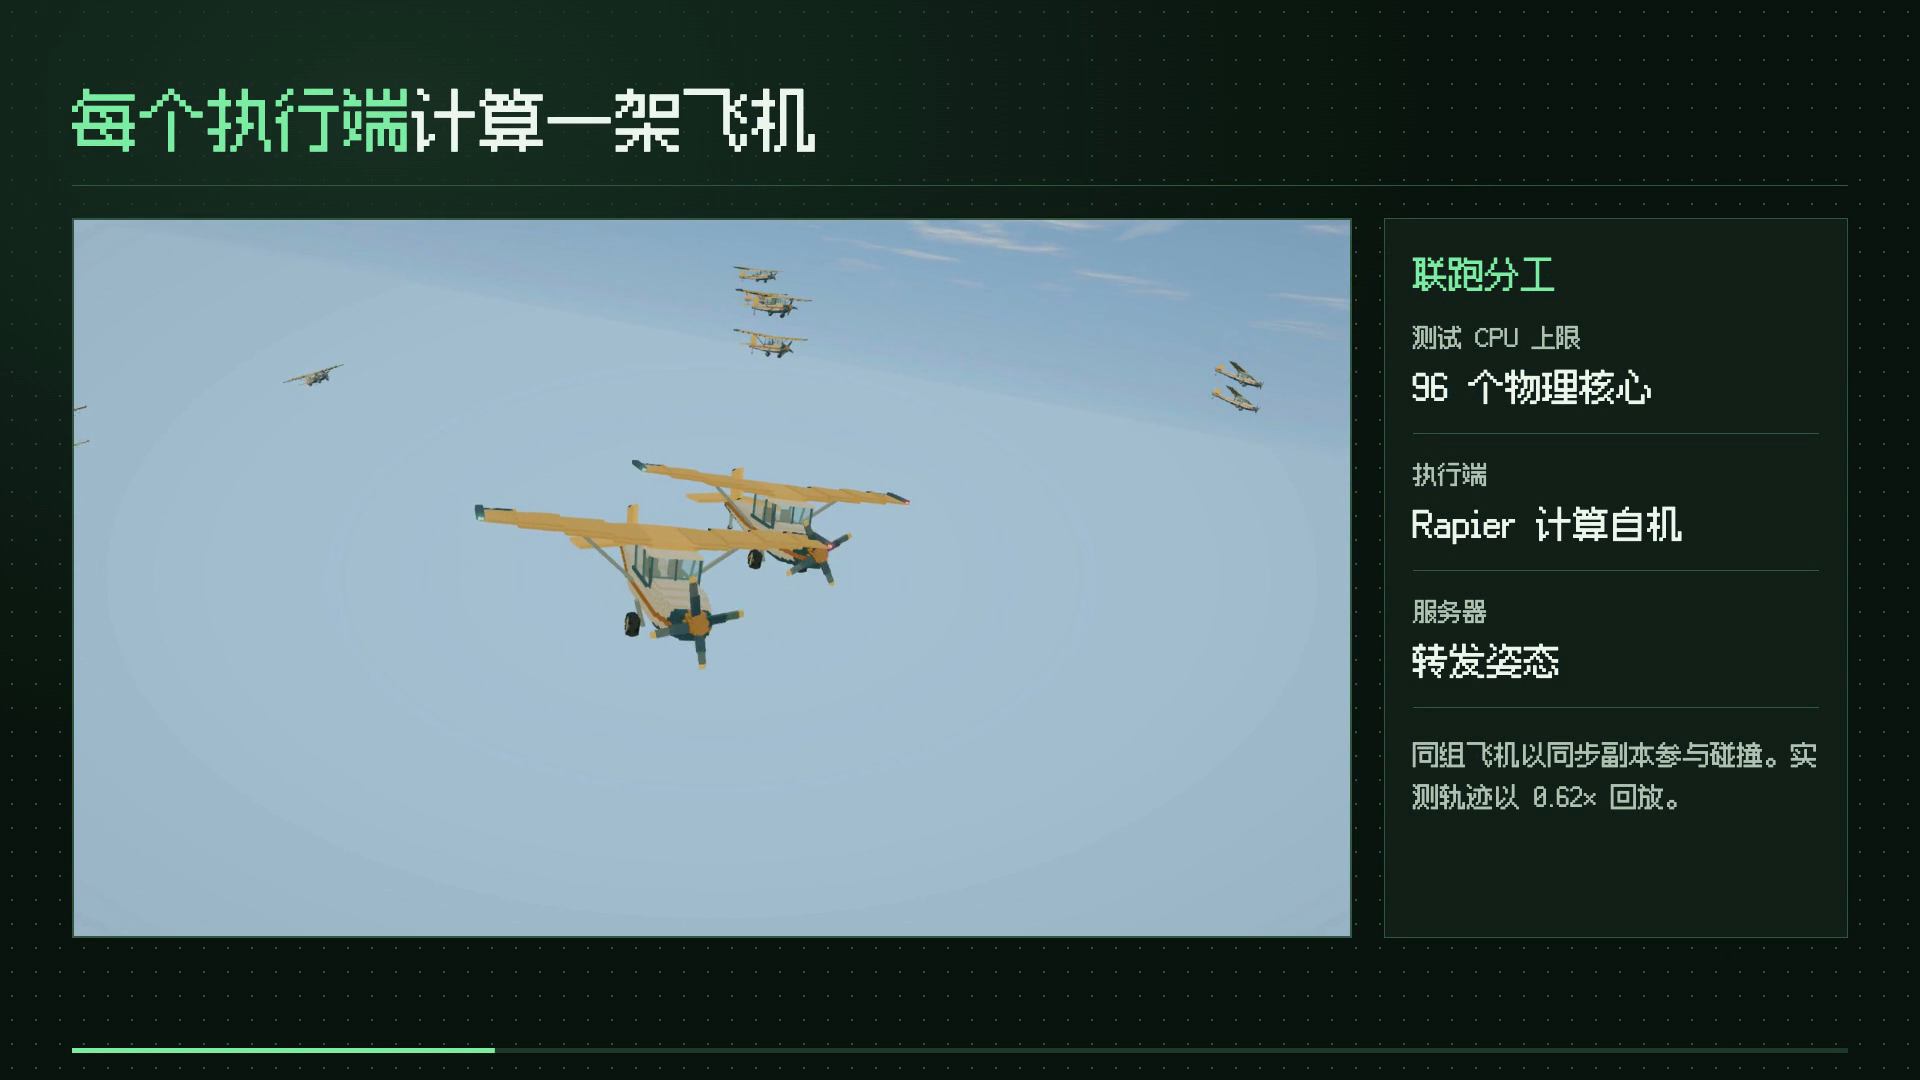 每个执行端计算一架飞机
联跑分工
测试 CPU 上限
96 个物理核心
执行端
Rapier 计算自机
服务器
转发姿态
同组飞机以同步副本参与碰撞。实
测轨迹以 0.62× 回放。